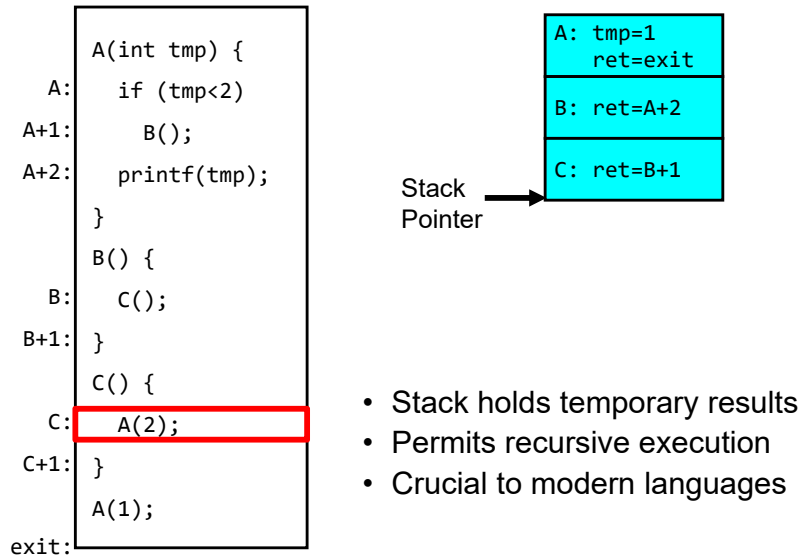 A(int tmp) {
A: if (tmp<2)
A+1: B();
A+2: printf(tmp);
}
B() {
B: C();
B+1: }
C() {
C: A(2);
C+1: }
A(1);
exit:
A: tmp=1
ret=exit
B: ret=A+2
C: ret=B+1
Stack
Pointer
• Stack holds temporary results
• Permits recursive execution
• Crucial to modern languages